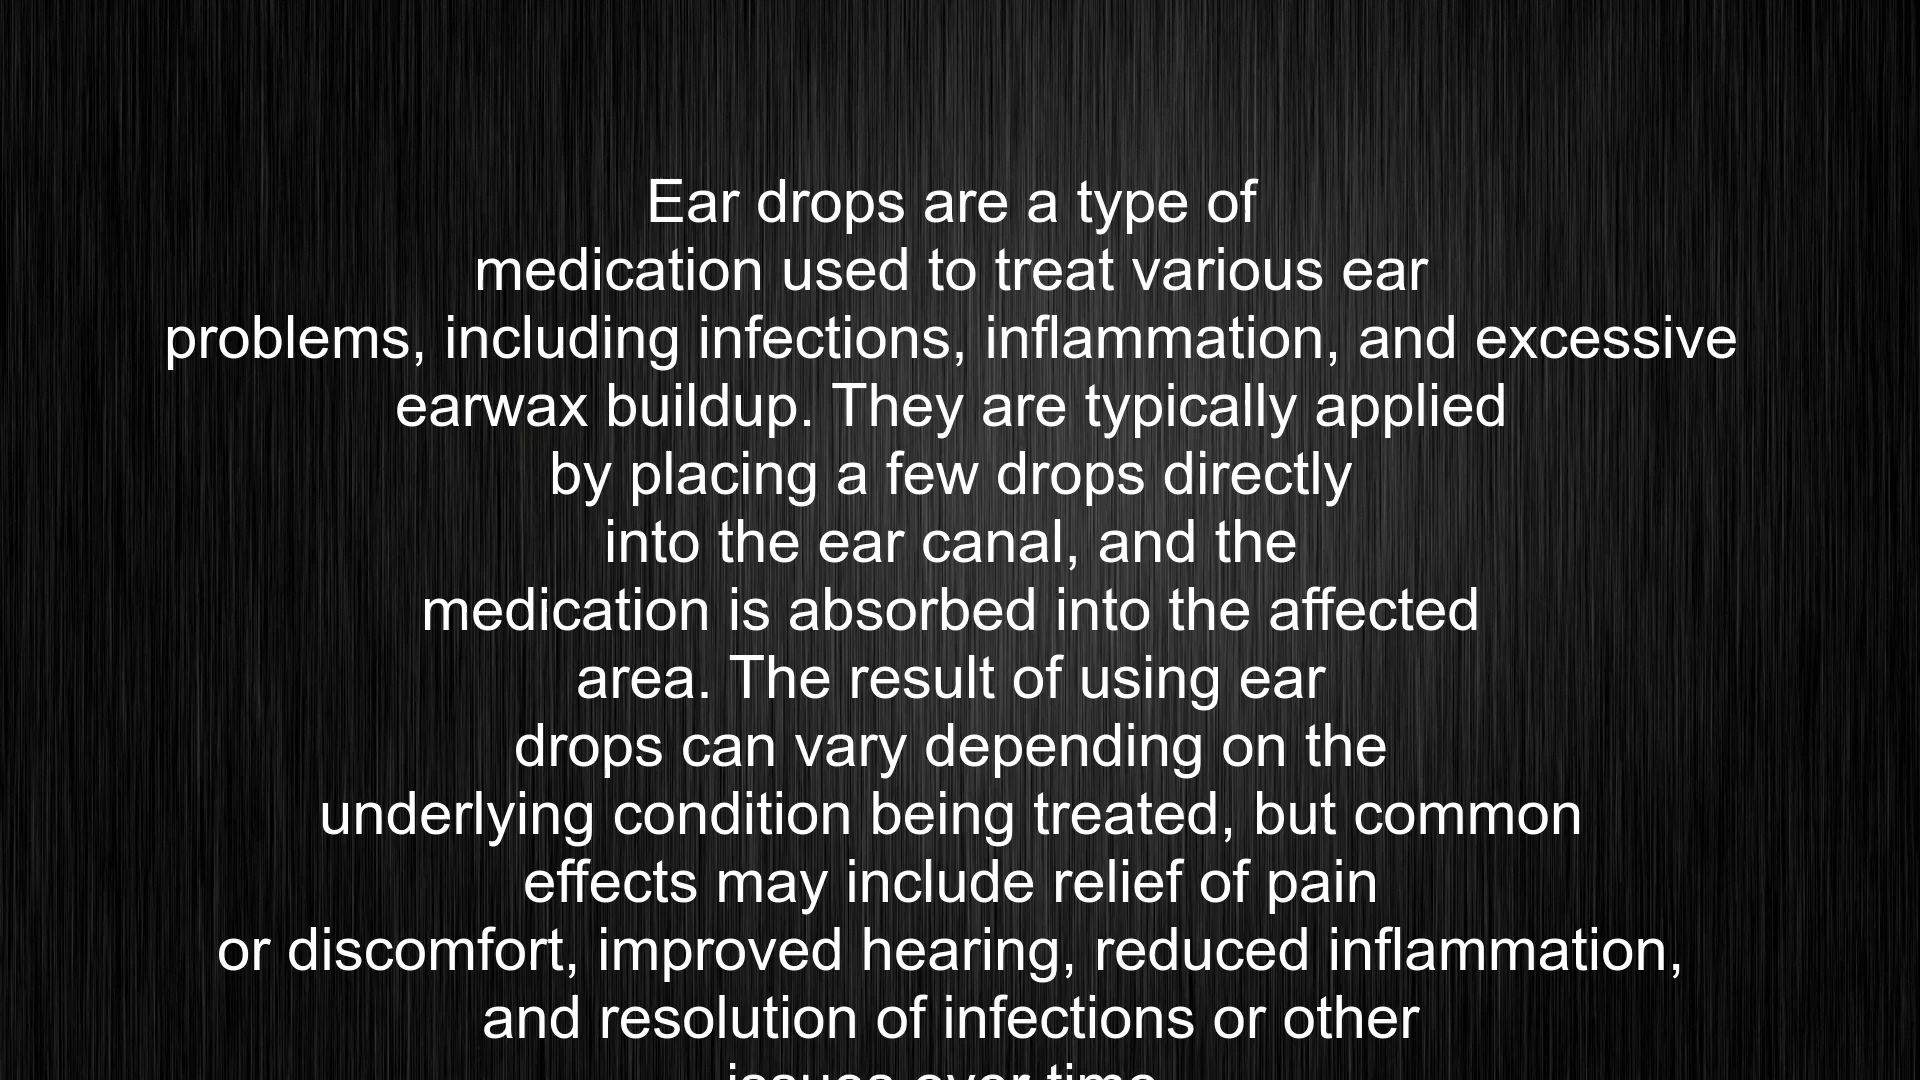 Ear drops are a type of
medication used to treat various ear
problems, including infections, inflammation, and excessive
earwax buildup. They are typically applied
by placing a few drops directly
into the ear canal, and the
medication is absorbed into the affected
area. The result of using ear
drops can vary depending on the
underlying condition being treated, but common
effects may include relief of pain
or discomfort, improved hearing, reduced inflammation,
and resolution of infections or other
issues over time